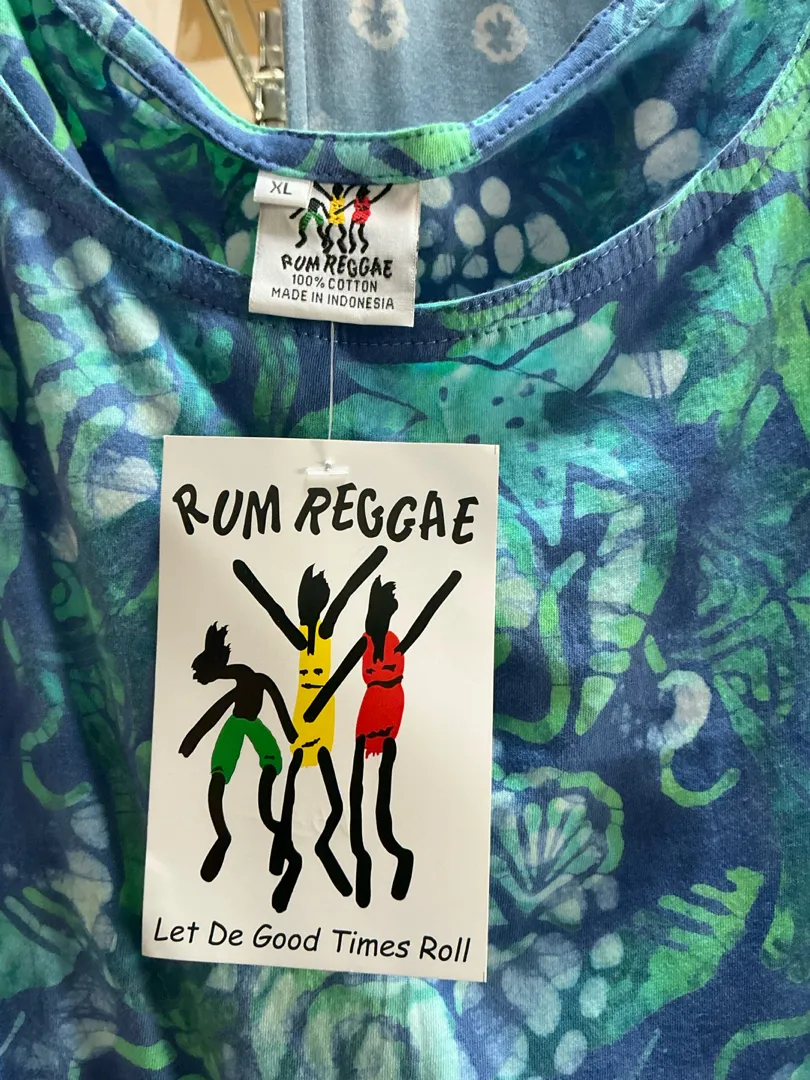 XL
RUM REGGAE
100% COTTON
MADE IN INDONESIA
RUM REGGAE
Let De Good Times Roll